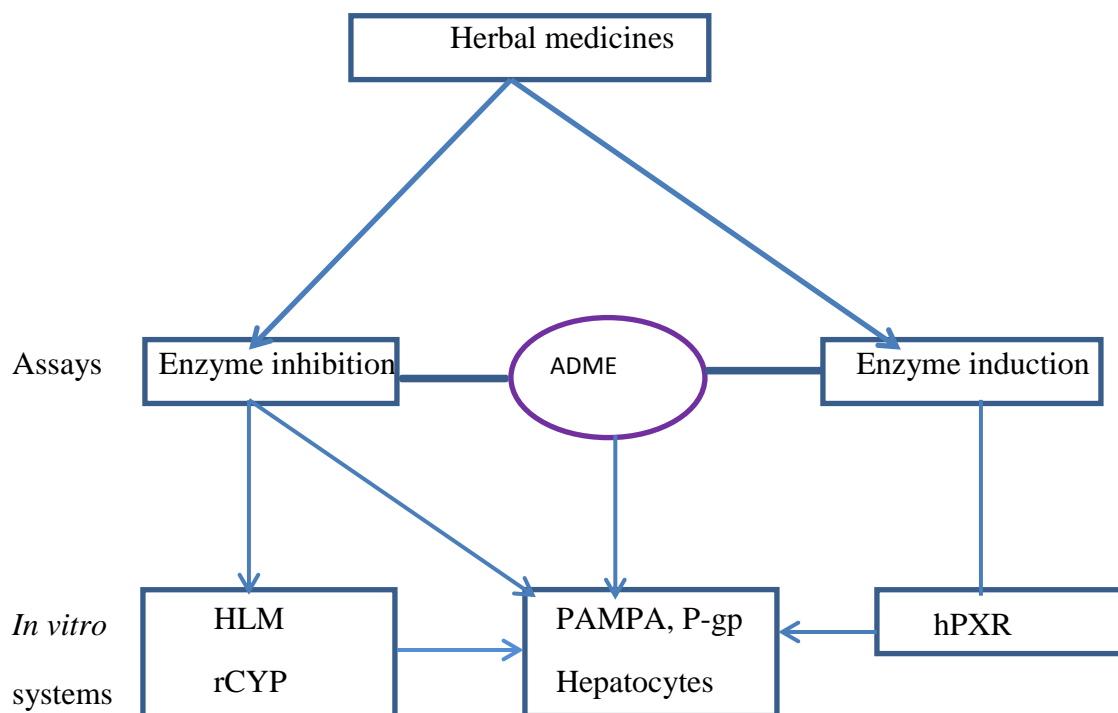 Herbal medicines
Assays
Enzyme inhibition
ADME
Enzyme induction
In vitro
systems
HLM
rCYP
PAMPA, P-gp
Hepatocytes
hPXR